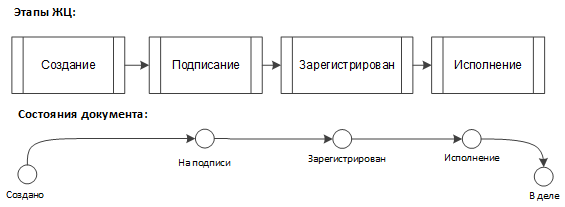 Этапы ЖЦ:
Создание
Подписание
Зарегистрирован
Исполнение
Состояния документа:
Создано
На подписи
Зарегистрирован
Исполнение
В деле